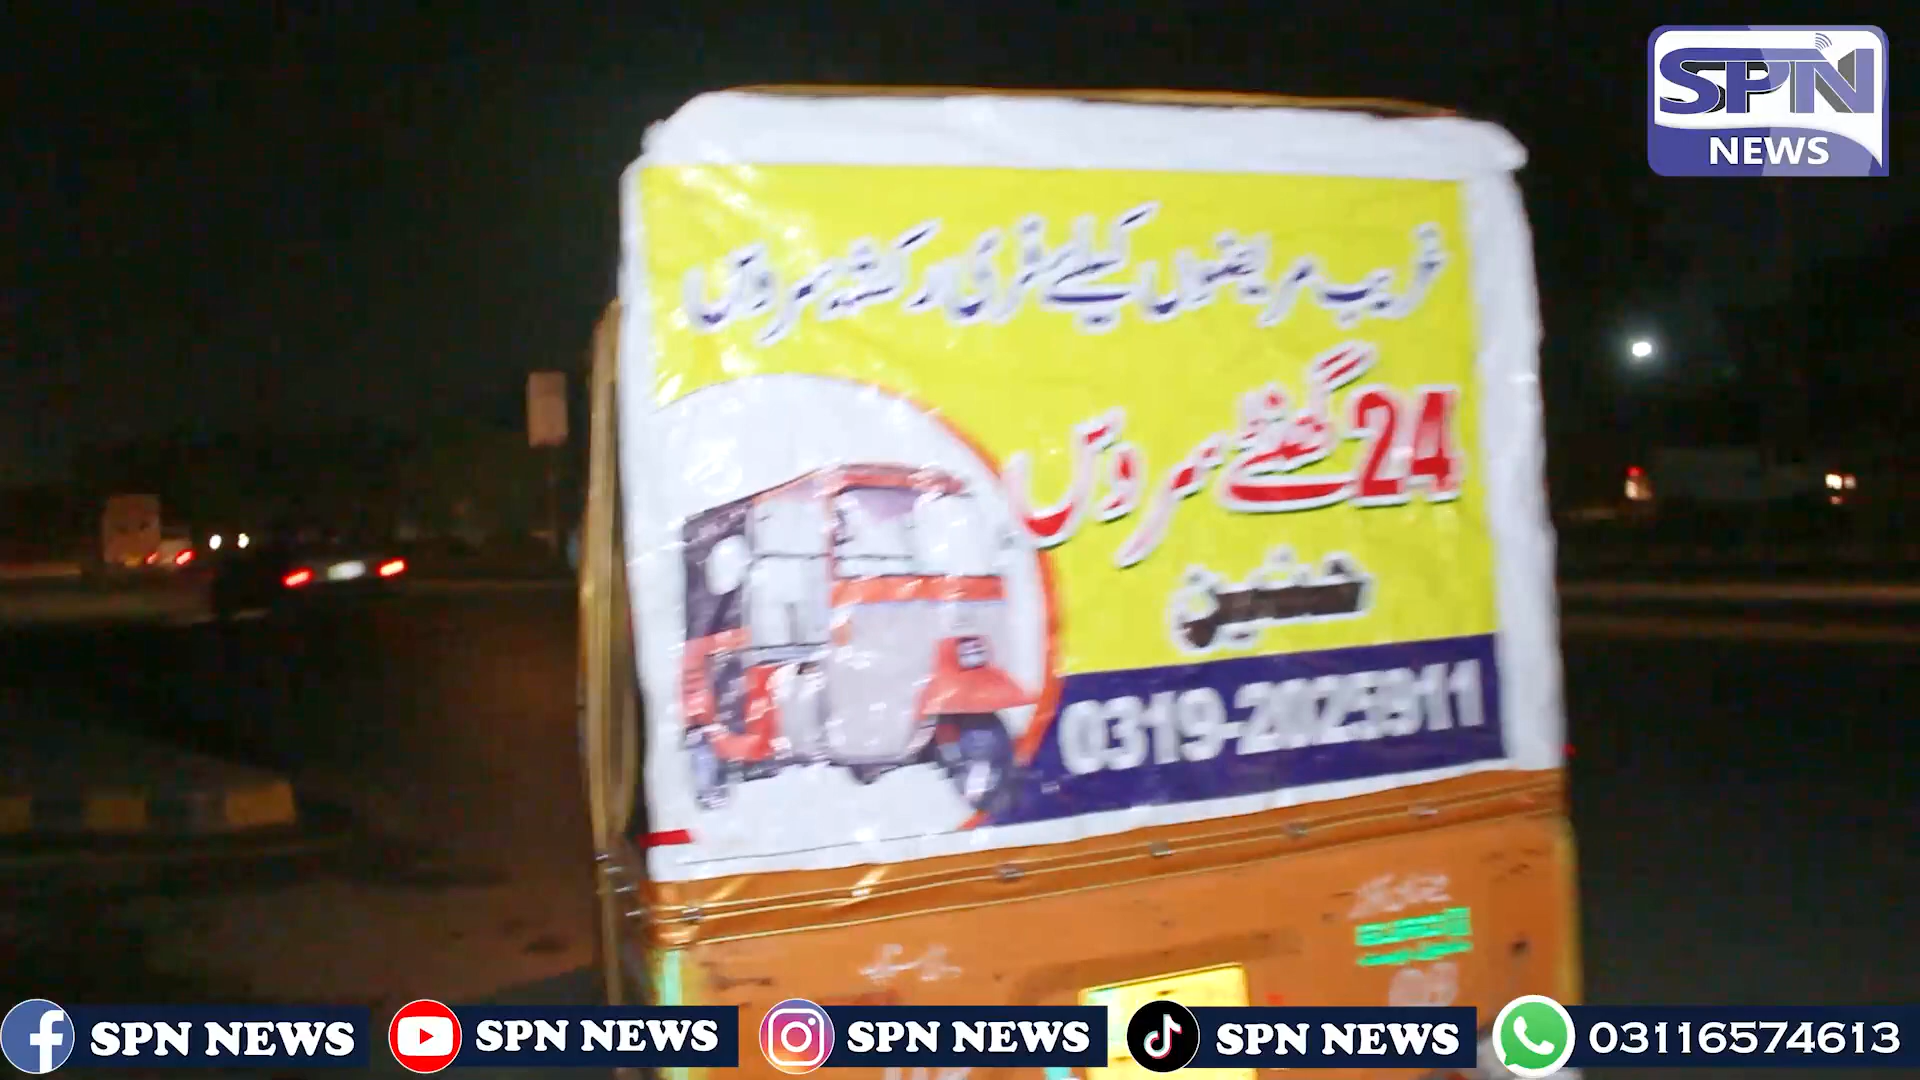 SPN
NEWS
غریب مریضوں کیلئے فری رکشہ سروس
24 گھنٹے سروس
حسنین
0319-2025911
SPN NEWS
SPN NEWS
SPN NEWS
SPN NEWS
03116574613